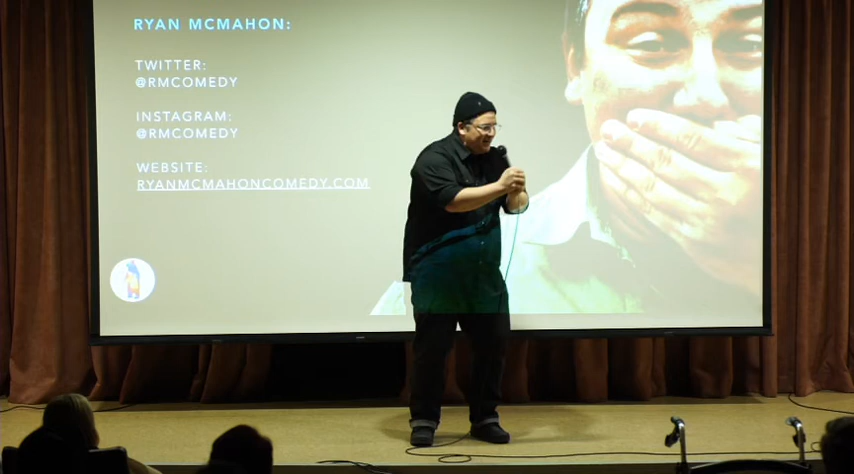 RYAN MCMAHON:
TWITTER:
@RMCOMEDY
INSTAGRAM:
@RMCOMEDY
WEBSITE:
RYANMCMAHONCOMEDY.COM